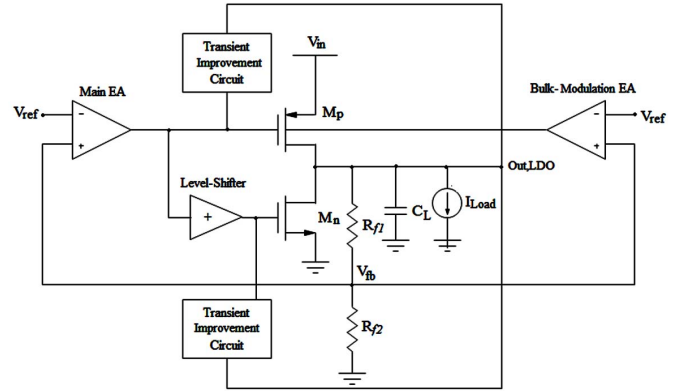 Transient
Improvement
Circuit
Vin
Main EA
Bulk- Modulation EA
Vref
-
+
Mp
-
+
Vref
Out,LDO
Level-Shifter
+
Mn
Rf1
CL
ILoad
Vfb
Transient
Improvement
Circuit
Rf2